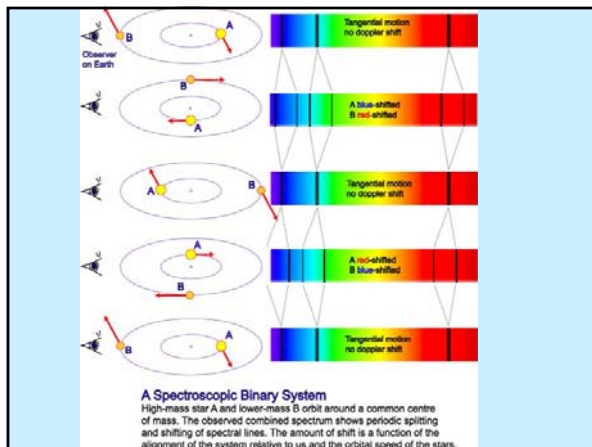 Tangential motion
no doppler shift
A
B
Observer
on Earth
B
A
A blue-shifted
B red-shifted
A
B
Tangential motion
no doppler shift
A
B
A red-shifted
B blue-shifted
B
A
Tangential motion
no doppler shift
A Spectroscopic Binary System
High-mass star A and lower-mass B orbit around a common centre
of mass. The observed combined spectrum shows periodic splitting
and shifting of spectral lines. The amount of shift is a function of the
alignment of the system relative to us and the orbital speed of the stars.